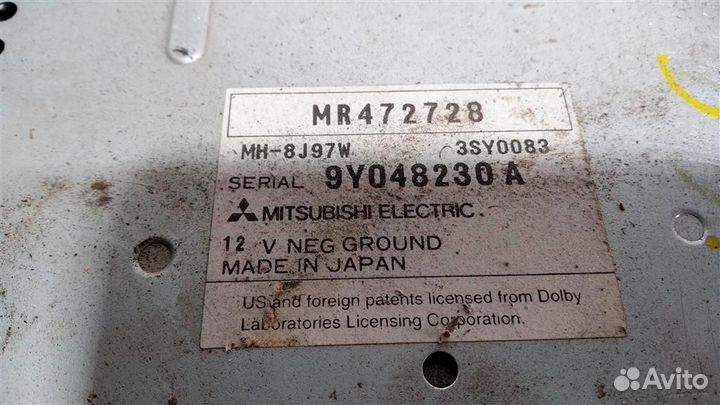 MR472728
MH-8J97W 3SY0083
SERIAL 9Y048230A
MITSUBISHI ELECTRIC.
12 V NEG GROUND
MADE IN JAPAN
US and foreign patents licensed from Dolby
Laboratories Licensing Corporation.
Avito